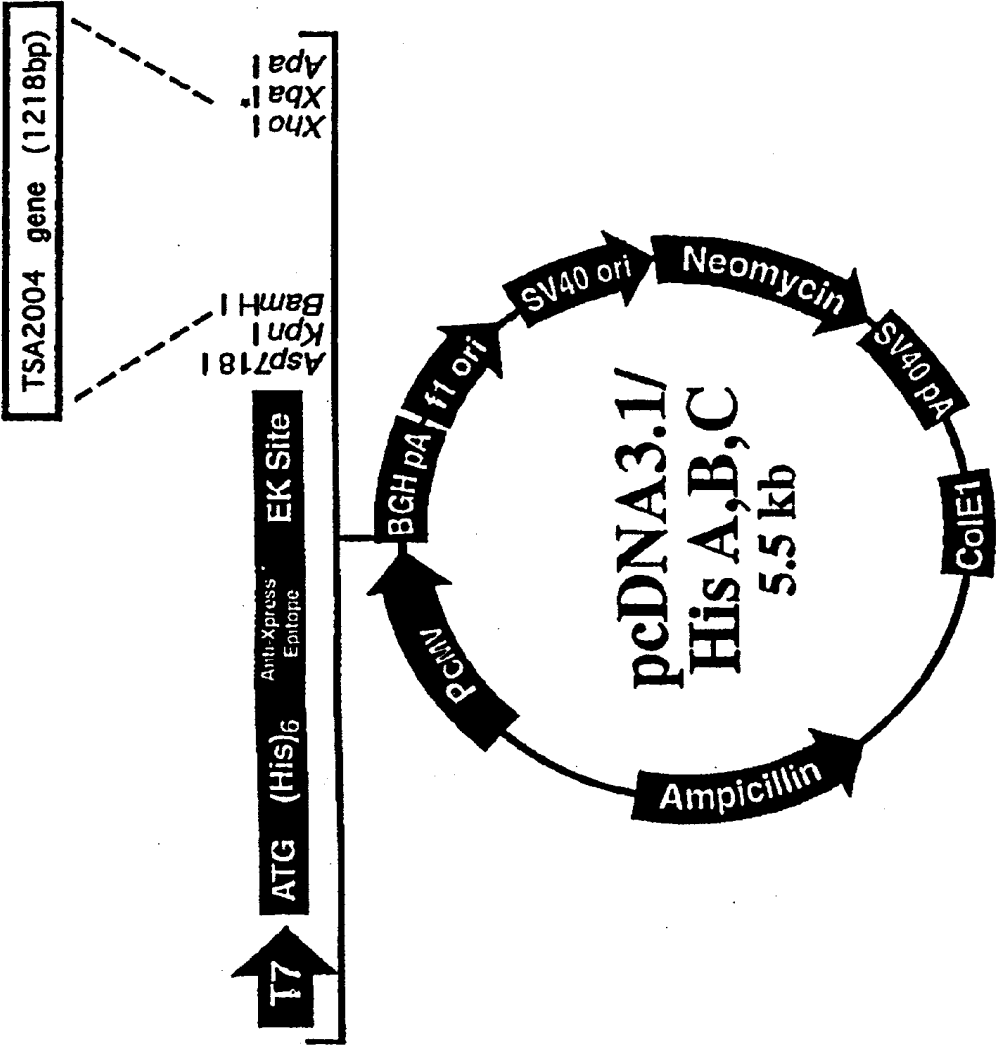 TSA2004 gene (1218bp)
T7
ATG (His)6
Anti-Xpress
Epitope
EK Site
Asp718 I
Kpn I
BamH I
Xho I
Xba I*
Apa I
PCMV
BGH pA
f1 ori
SV40 ori
Neomycin
SV40 pA
ColE1
Ampicillin
pcDNA3.1/
His A,B,C
5.5 kb